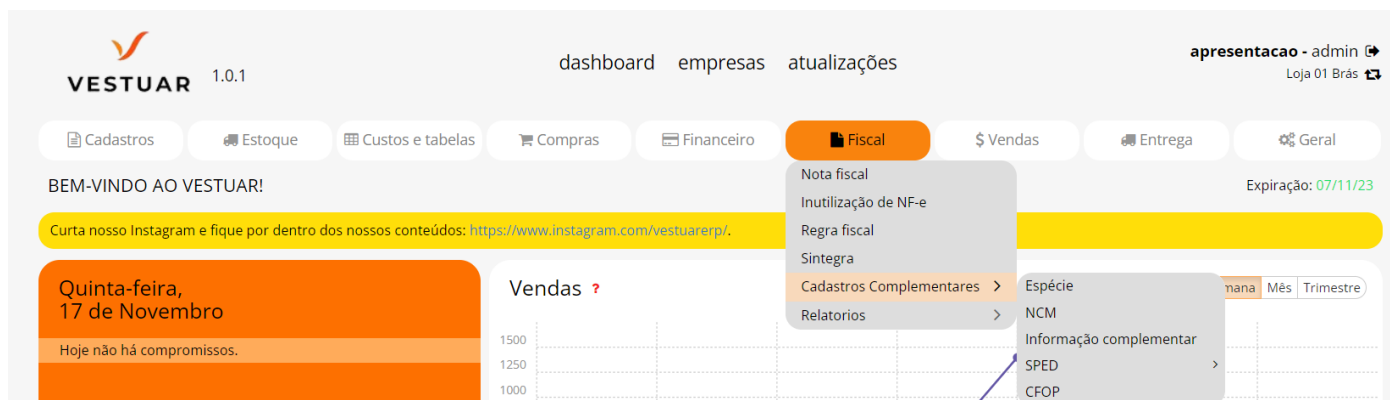 VESTUAR 1.0.1
dashboard empresas atualizações
apresentacao - admin
Loja 01 Brás
Cadastros Estoque Custos e tabelas Compras Financeiro Fiscal Vendas Entrega Geral
BEM-VINDO AO VESTUAR!
Expiração: 07/11/23
Curta nosso Instagram e fique por dentro dos nossos conteúdos: https://www.instagram.com/vestuarerp/.
Nota fiscal
Inutilização de NF-e
Regra fiscal
Sintegra
Cadastros Complementares >
Relatorios >
Espécie
NCM
Informação complementar
SPED >
CFOP
Quinta-feira,
17 de Novembro
Hoje não há compromissos.
Vendas ?
Mês Trimestre
1500
1250
1000